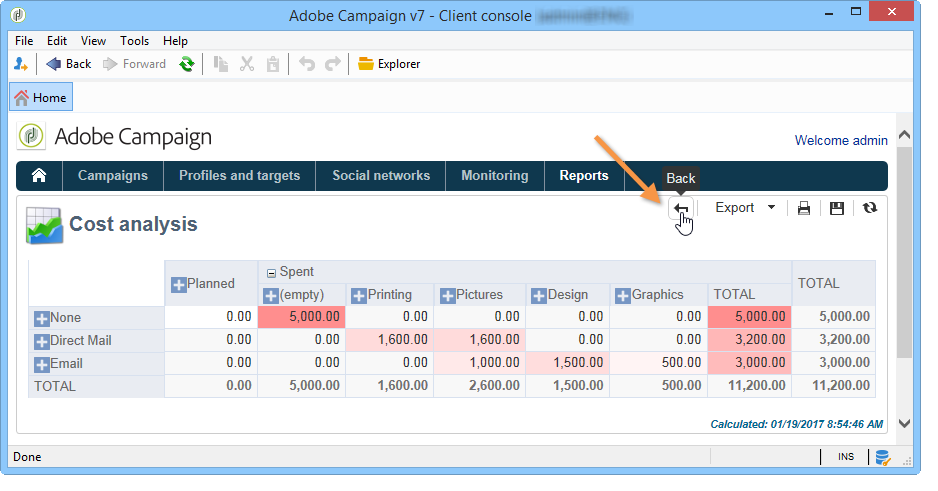 Adobe Campaign v7 - Client console
File Edit View Tools Help
Back Forward Explorer
Home
Adobe Campaign
Welcome admin
Campaigns Profiles and targets Social networks Monitoring Reports
Back
Cost analysis
Export
Planned Spent TOTAL
(empty) Printing Pictures Design Graphics TOTAL
None 0.00 5,000.00 0.00 0.00 0.00 0.00 5,000.00 5,000.00
Direct Mail 0.00 0.00 1,600.00 1,600.00 0.00 0.00 3,200.00 3,200.00
Email 0.00 0.00 0.00 1,000.00 1,500.00 500.00 3,000.00 3,000.00
TOTAL 0.00 5,000.00 1,600.00 2,600.00 1,500.00 500.00 11,200.00 11,200.00
Calculated: 01/19/2017 8:54:46 AM
Done INS